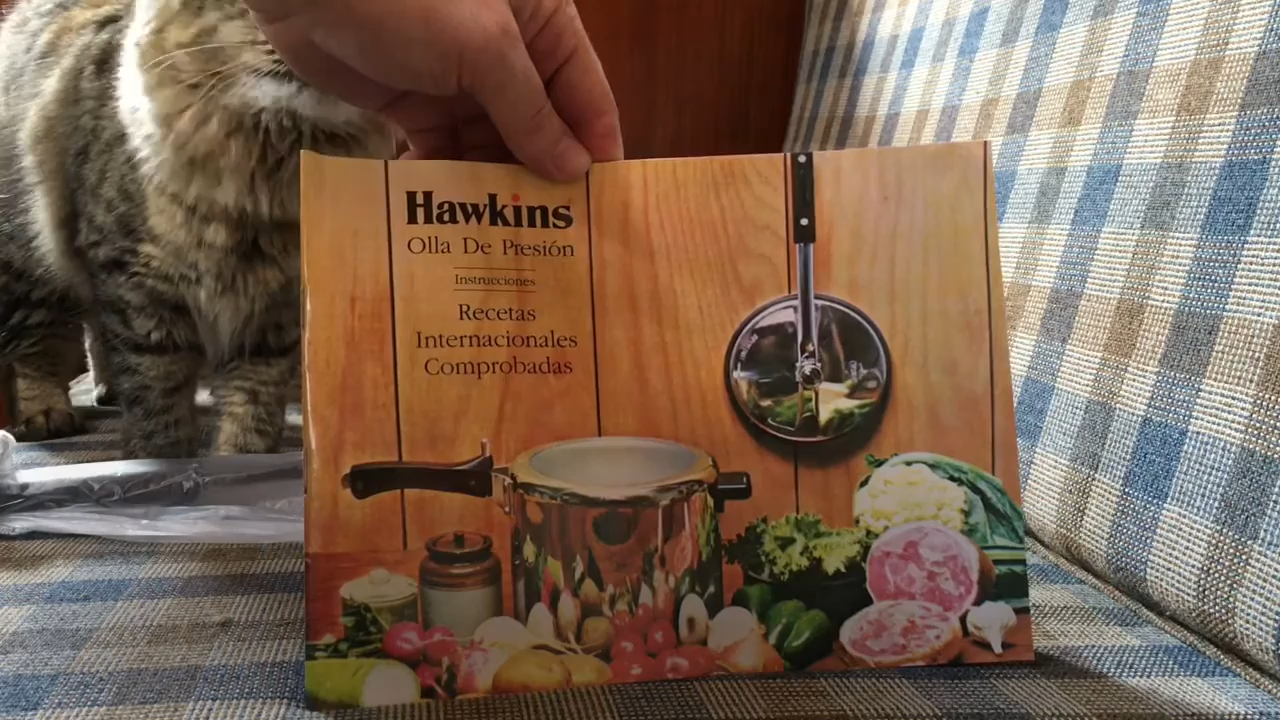 Hawkins
Olla De Presión
Instrucciones
Recetas
Internacionales
Comprobadas